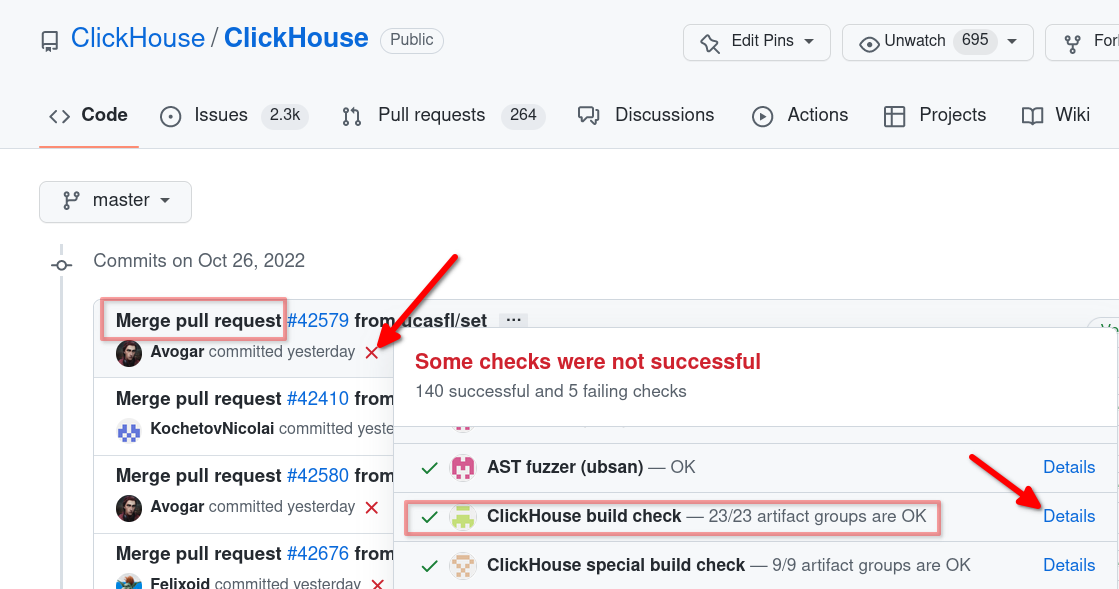 ClickHouse / ClickHouse Public
Edit Pins Unwatch 695 For
Code Issues 2.3k Pull requests 264 Discussions Actions Projects Wiki
master
Commits on Oct 26, 2022
Merge pull request #42579 from ucasfl/set ...
Avogar committed yesterday
Some checks were not successful
140 successful and 5 failing checks
Merge pull request #42410 from
KochetovNicolai committed yeste
AST fuzzer (ubsan) — OK Details
Merge pull request #42580 from
Avogar committed yesterday
ClickHouse build check — 23/23 artifact groups are OK Details
Merge pull request #42676 from
Felixoid committed yesterday
ClickHouse special build check — 9/9 artifact groups are OK Details